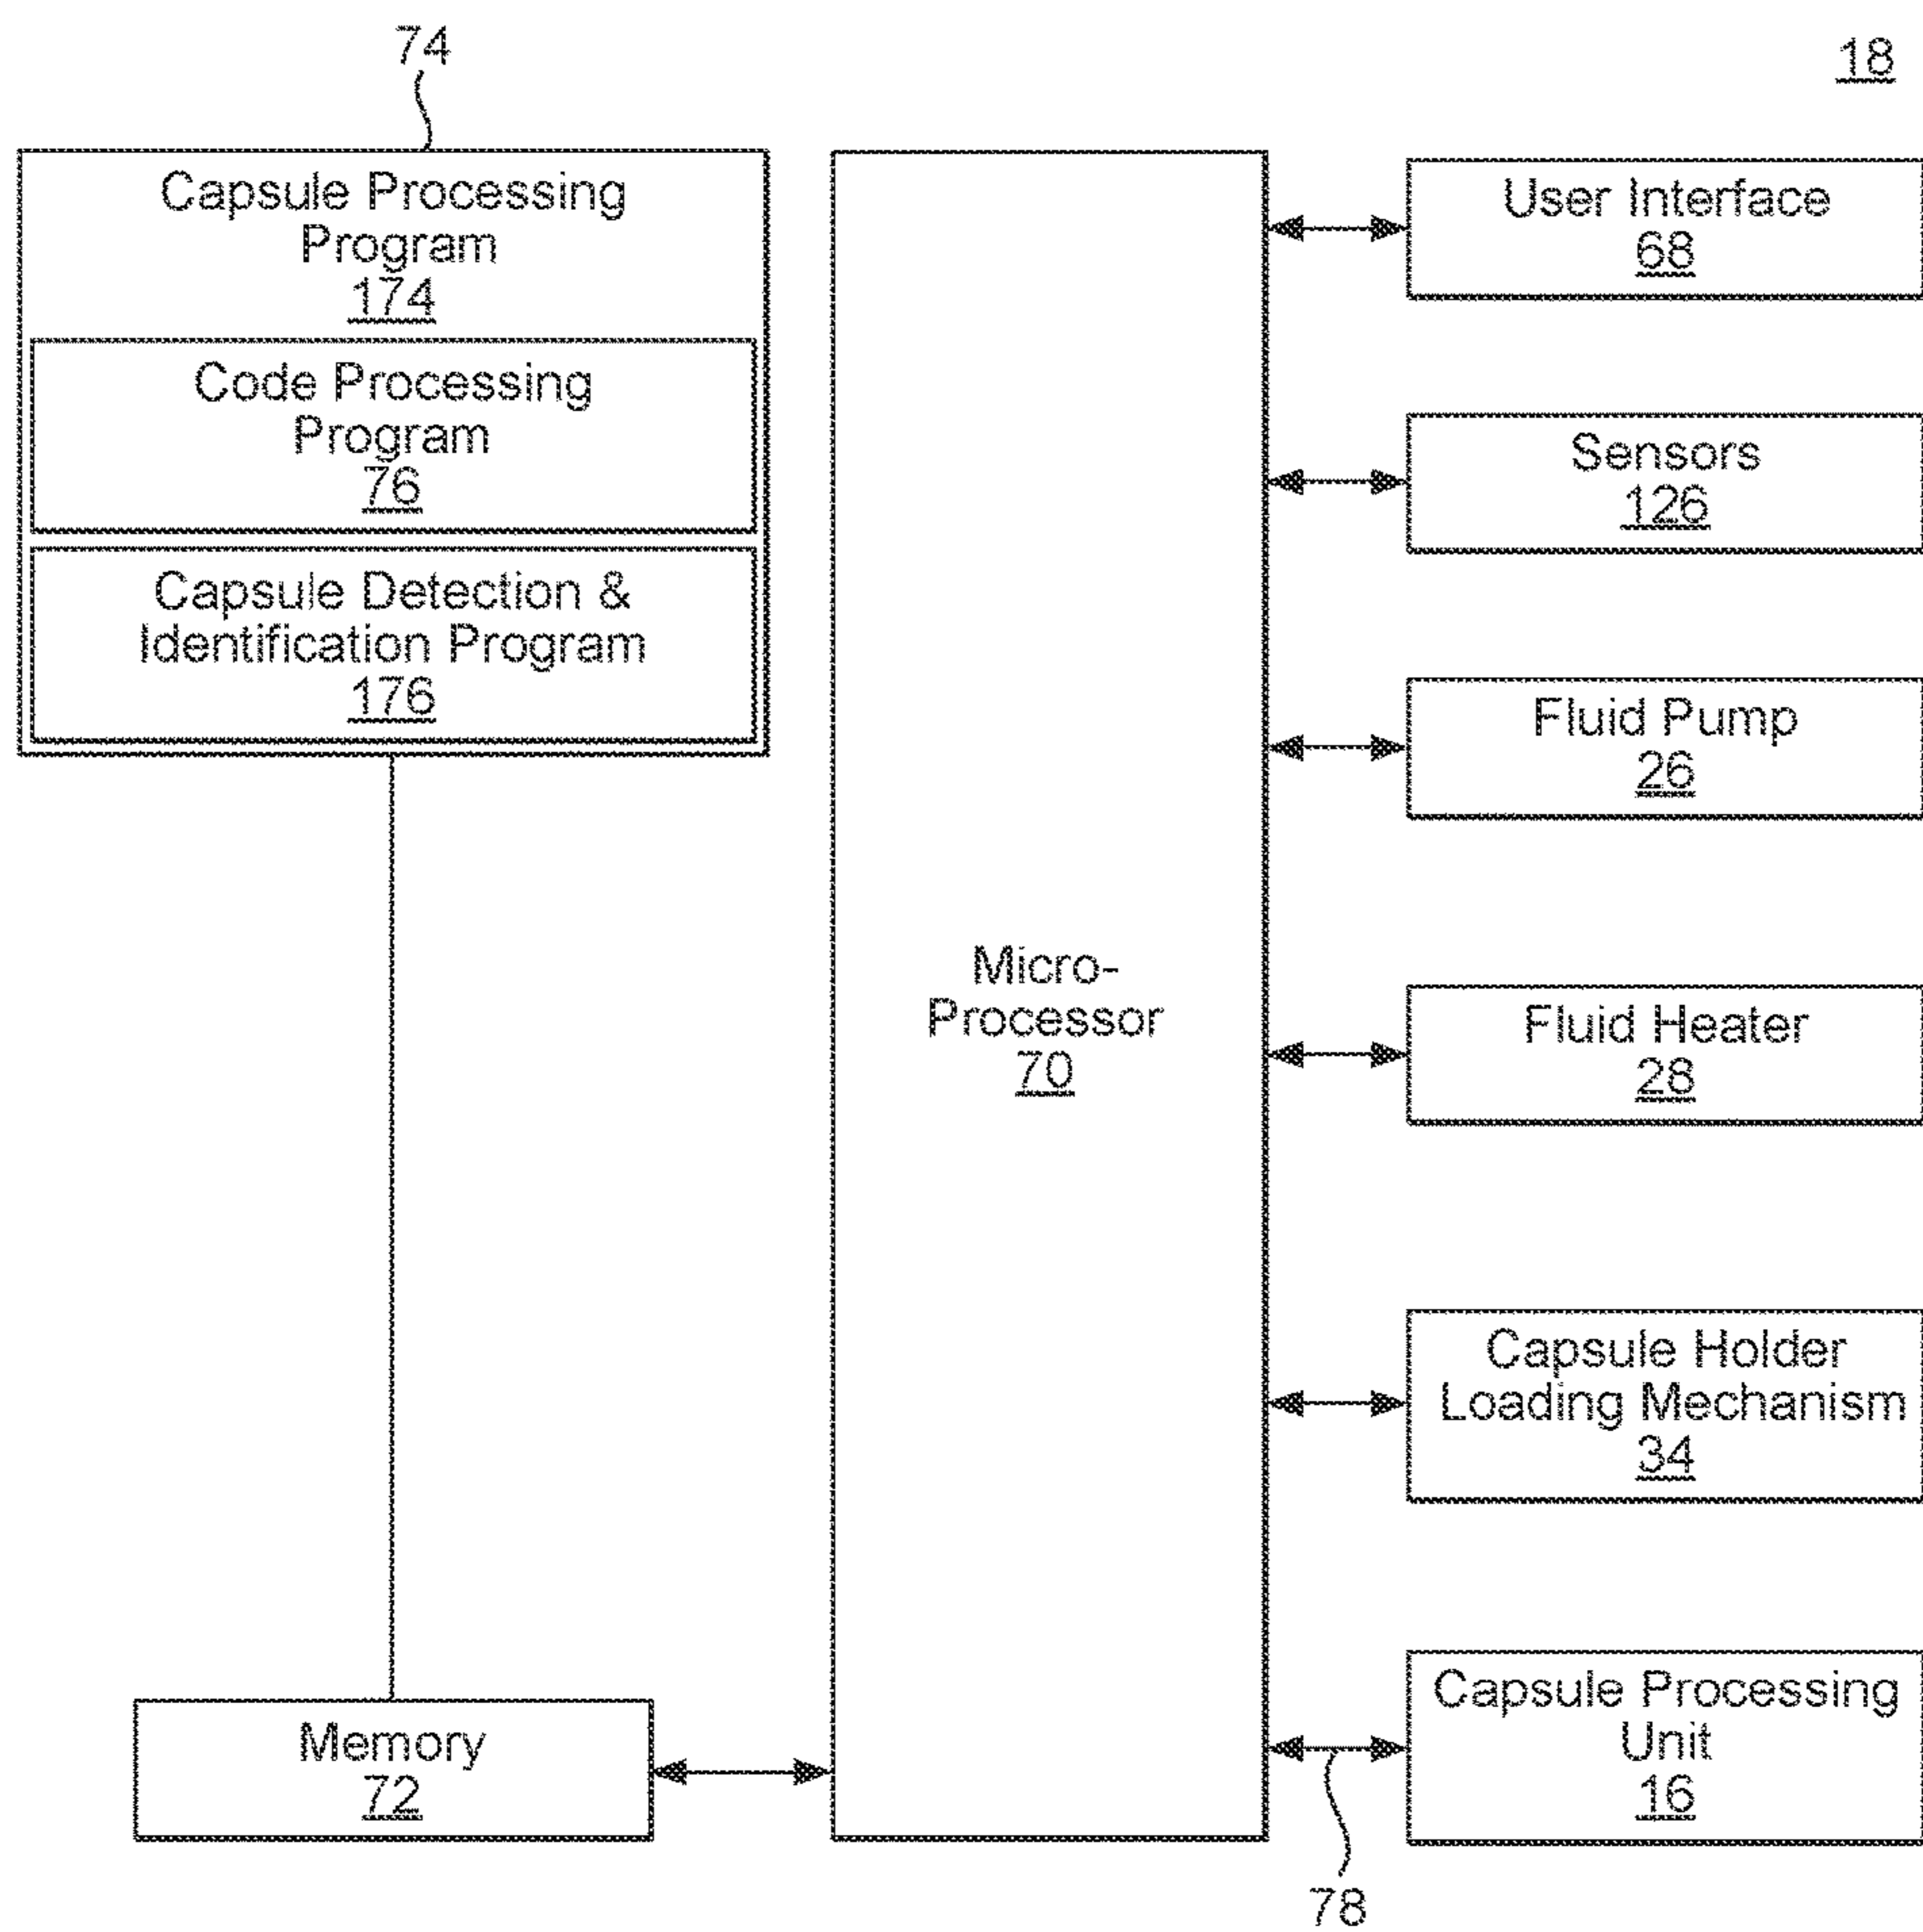 74
18
Capsule Processing
Program
174
Code Processing
Program
76
Capsule Detection &
Identification Program
176
Memory
72
Micro-
Processor
70
User Interface
68
Sensors
126
Fluid Pump
26
Fluid Heater
28
Capsule Holder
Loading Mechanism
34
Capsule Processing
Unit
16
78